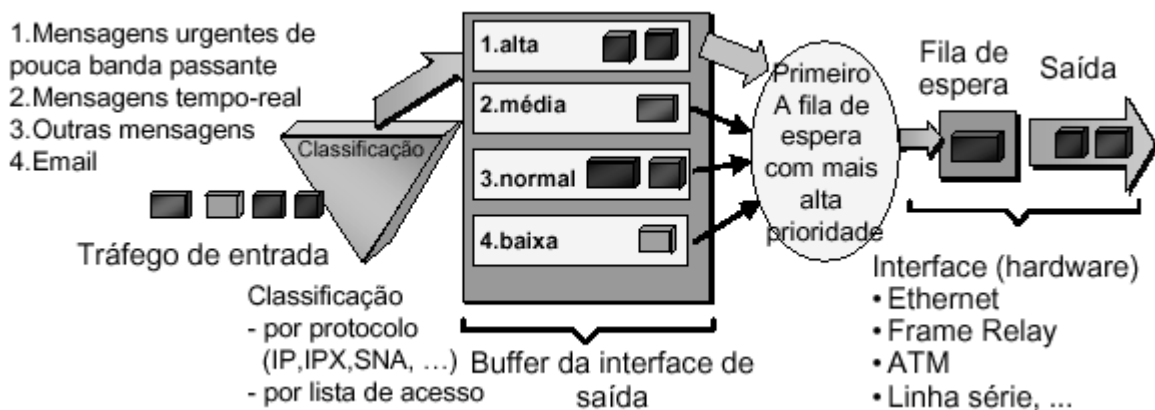 1.Mensagens urgentes de
pouca banda passante
2.Mensagens tempo-real
3.Outras mensagens
4.Email
Tráfego de entrada
Classificação
Classificação
- por protocolo
(IP,IPX,SNA, ...)
- por lista de acesso
1.alta
2.média
3.normal
4.baixa
Buffer da interface de
saída
Primeiro
A fila de
espera
com mais
alta
prioridade
Fila de
espera
Saída
Interface (hardware)
• Ethernet
• Frame Relay
• ATM
• Linha série, ...